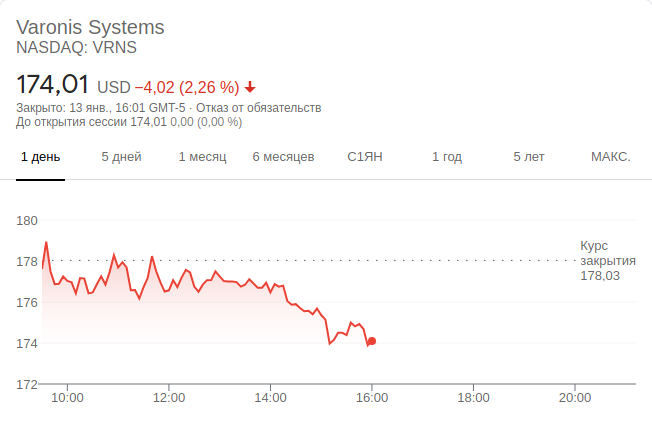 Varonis Systems
NASDAQ: VRNS
174,01 USD −4,02 (2,26 %)
Закрыто: 13 янв., 16:01 GMT-5 · Отказ от обязательств
До открытия сессии 174,01 0,00 (0,00 %)
1 день 5 дней 1 месяц 6 месяцев С1ЯН 1 год 5 лет МАКС.
180
178
176
174
172
Курс
закрытия
178,03
10:00 12:00 14:00 16:00 18:00 20:00